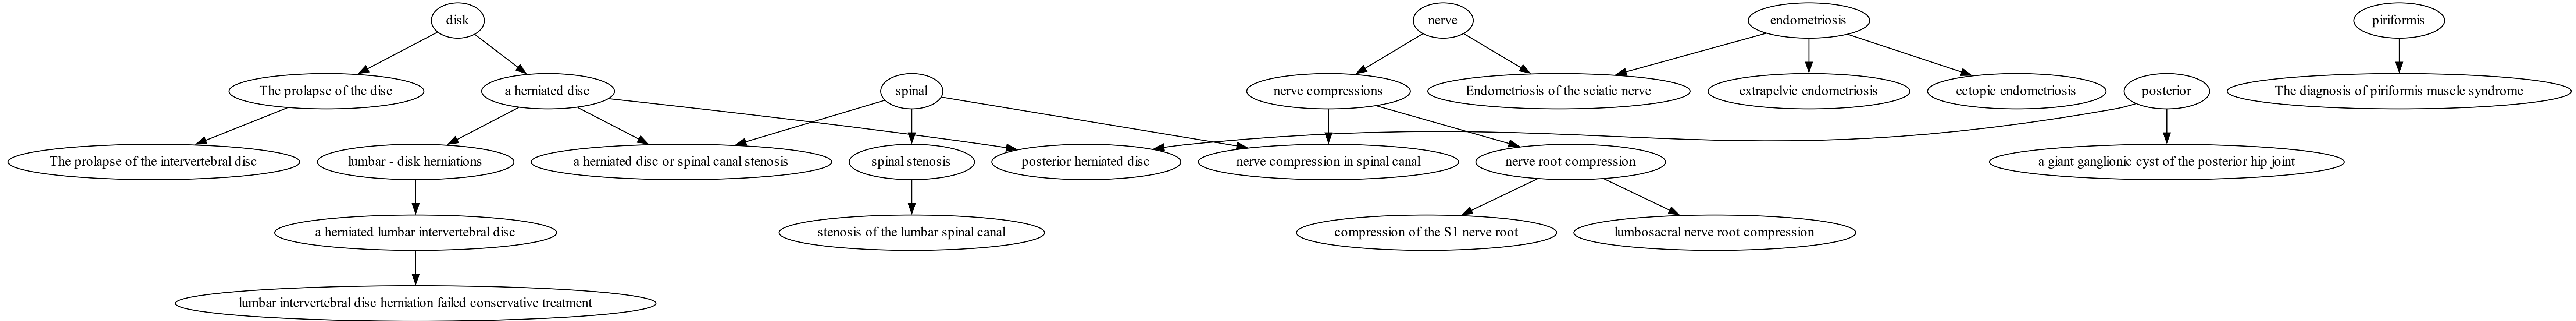 disk
nerve
endometriosis
piriformis
The prolapse of the disc
a herniated disc
spinal
nerve compressions
Endometriosis of the sciatic nerve
extrapelvic endometriosis
ectopic endometriosis
posterior
The diagnosis of piriformis muscle syndrome
The prolapse of the intervertebral disc
lumbar - disk herniations
a herniated disc or spinal canal stenosis
spinal stenosis
posterior herniated disc
nerve compression in spinal canal
nerve root compression
a giant ganglionic cyst of the posterior hip joint
a herniated lumbar intervertebral disc
stenosis of the lumbar spinal canal
compression of the S1 nerve root
lumbosacral nerve root compression
lumbar intervertebral disc herniation failed conservative treatment